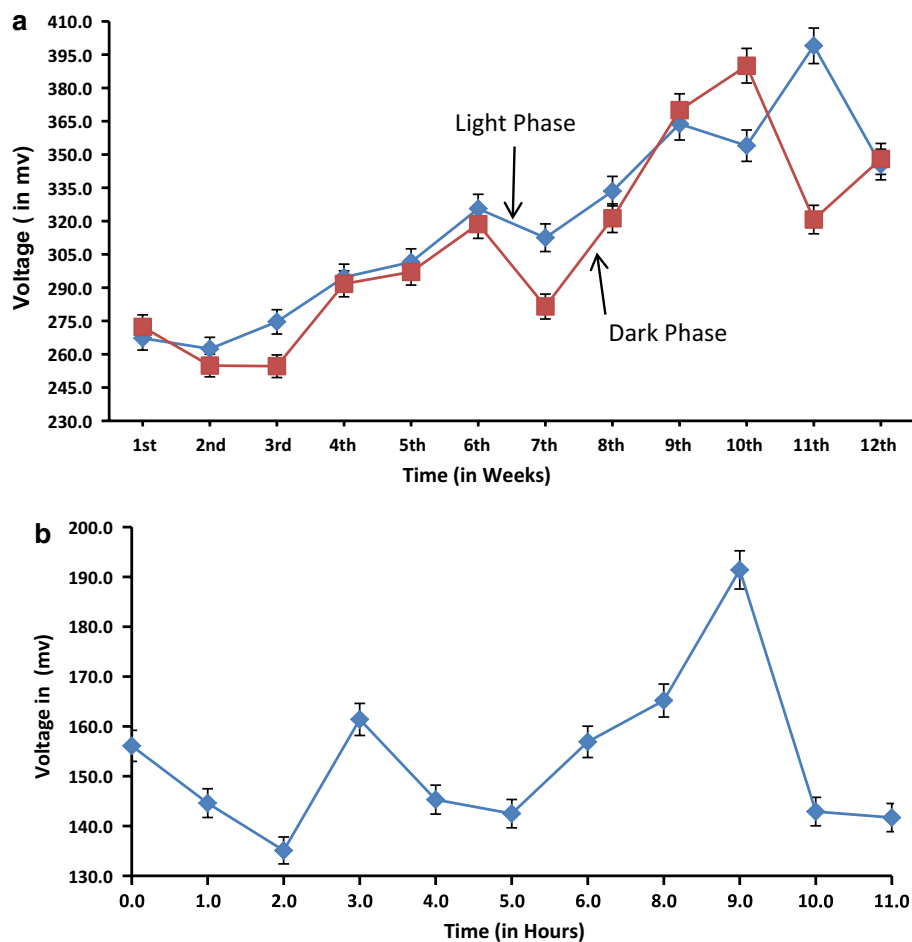 a
410.0
395.0
380.0
365.0
350.0
335.0
320.0
305.0
290.0
275.0
260.0
245.0
230.0
Voltage ( in mv)
Light Phase
Dark Phase
1st 2nd 3rd 4th 5th 6th 7th 8th 9th 10th 11th 12th
Time (in Weeks)
b
200.0
190.0
180.0
170.0
160.0
150.0
140.0
130.0
Voltage in (mv)
0.0 1.0 2.0 3.0 4.0 5.0 6.0 8.0 9.0 10.0 11.0
Time (in Hours)